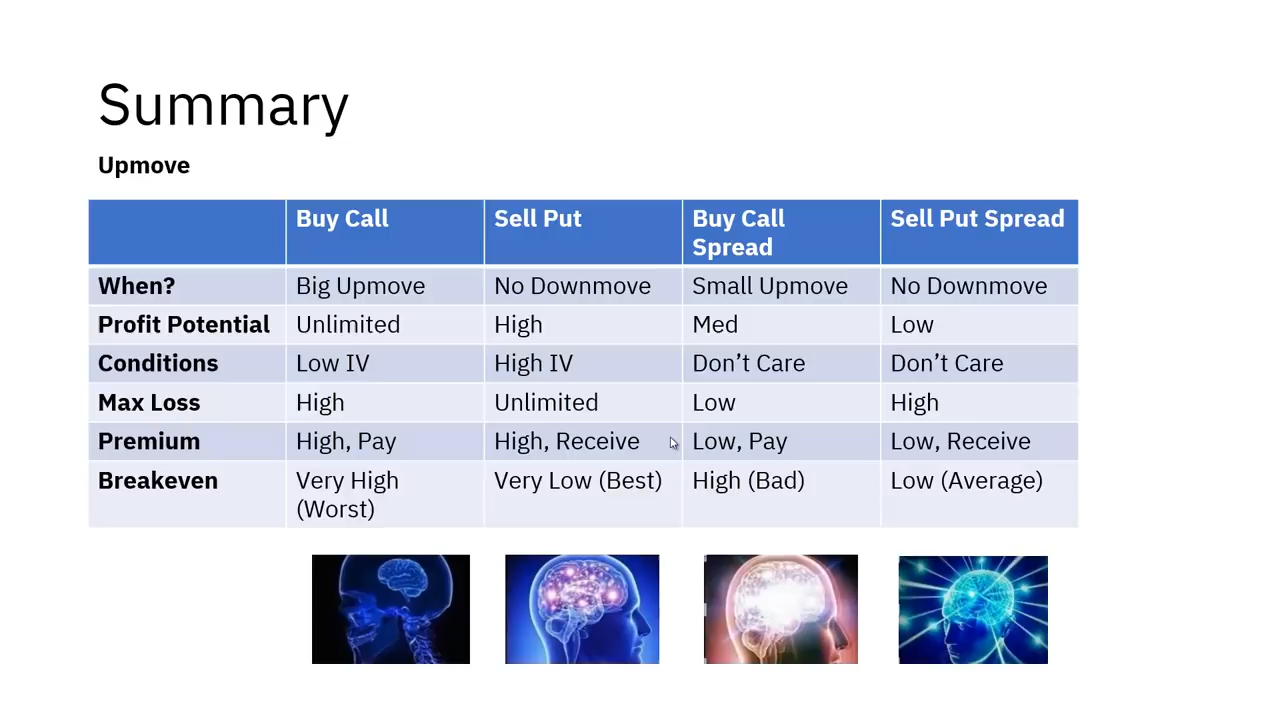 Summary
Upmove
Buy Call Sell Put Buy Call Spread Sell Put Spread
When? Big Upmove No Downmove Small Upmove No Downmove
Profit Potential Unlimited High Med Low
Conditions Low IV High IV Don’t Care Don’t Care
Max Loss High Unlimited Low High
Premium High, Pay High, Receive Low, Pay Low, Receive
Breakeven Very High (Worst) Very Low (Best) High (Bad) Low (Average)